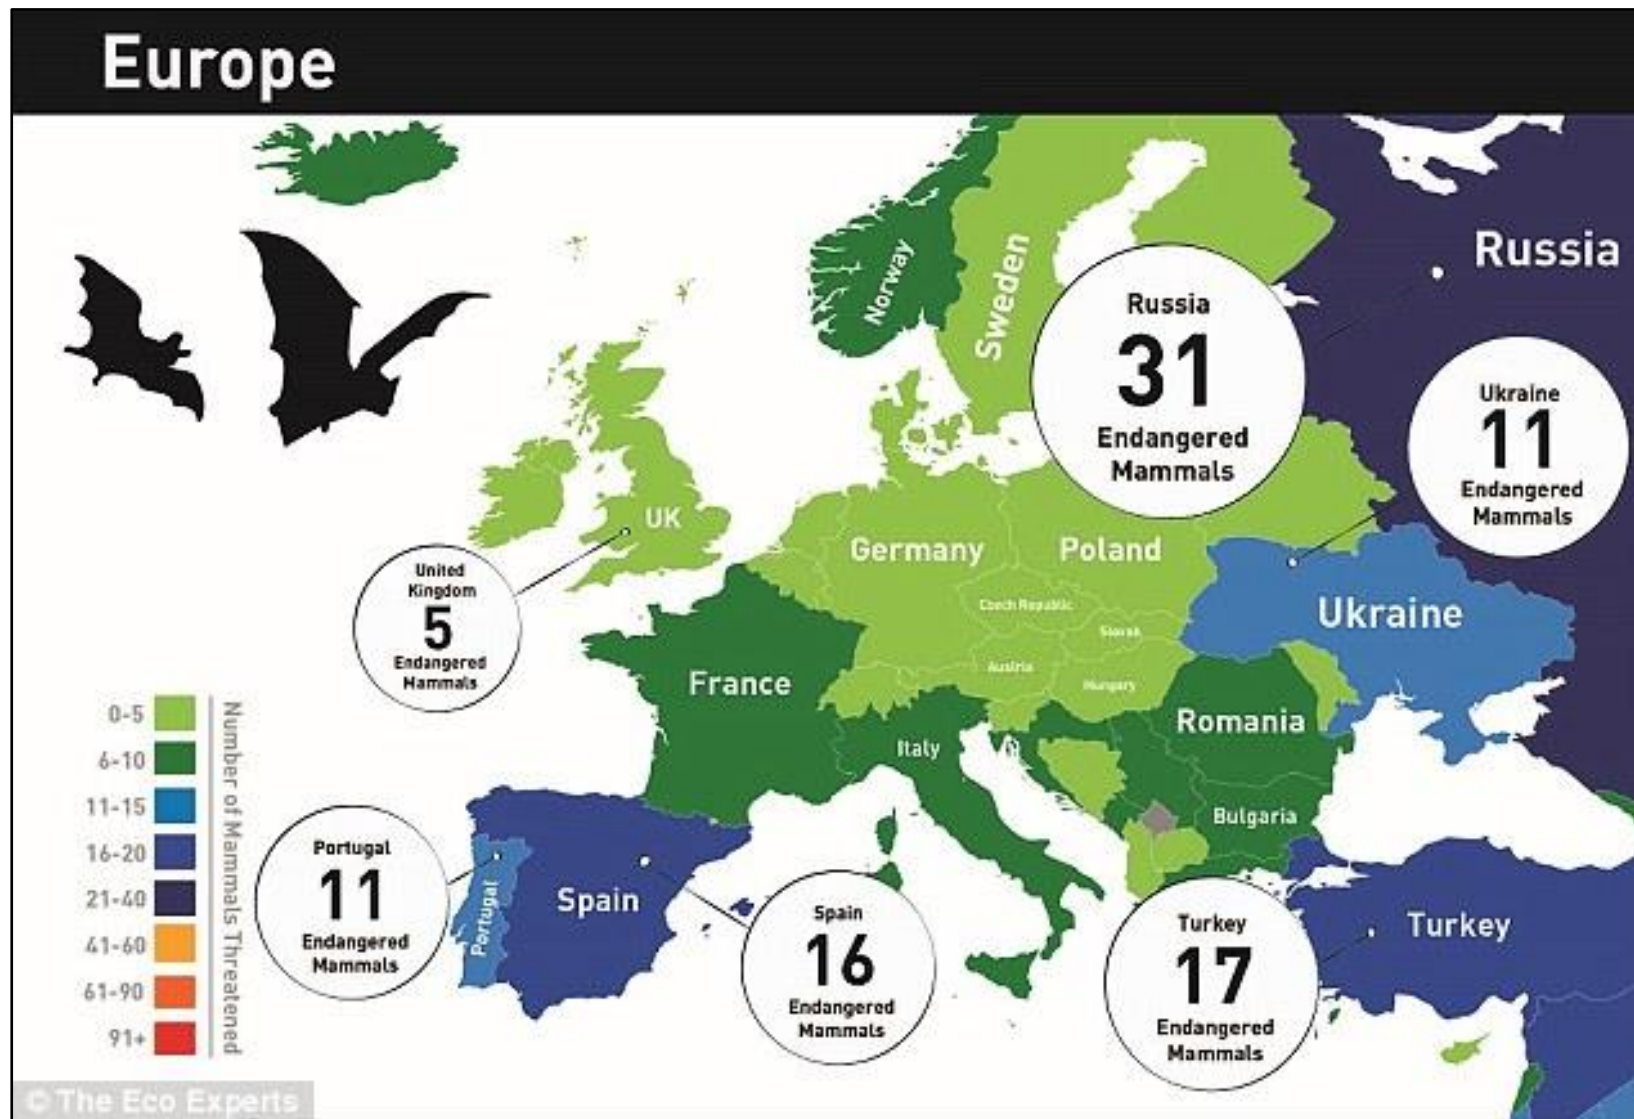 Europe
Russia
Norway
Sweden
Russia
31
Endangered
Mammals
Ukraine
11
Endangered
Mammals
UK
Germany
Poland
United
Kingdom
5
Endangered
Mammals
Czech Republic
Slovak
Ukraine
Austria
France
Hungary
Romania
Italy
Bulgaria
0-5
6-10
11-15
16-20
21-40
41-60
61-90
91+
Number of Mammals Threatened
Portugal
11
Endangered
Mammals
Portugal
Spain
Spain
16
Endangered
Mammals
Turkey
17
Endangered
Mammals
Turkey
© The Eco Experts